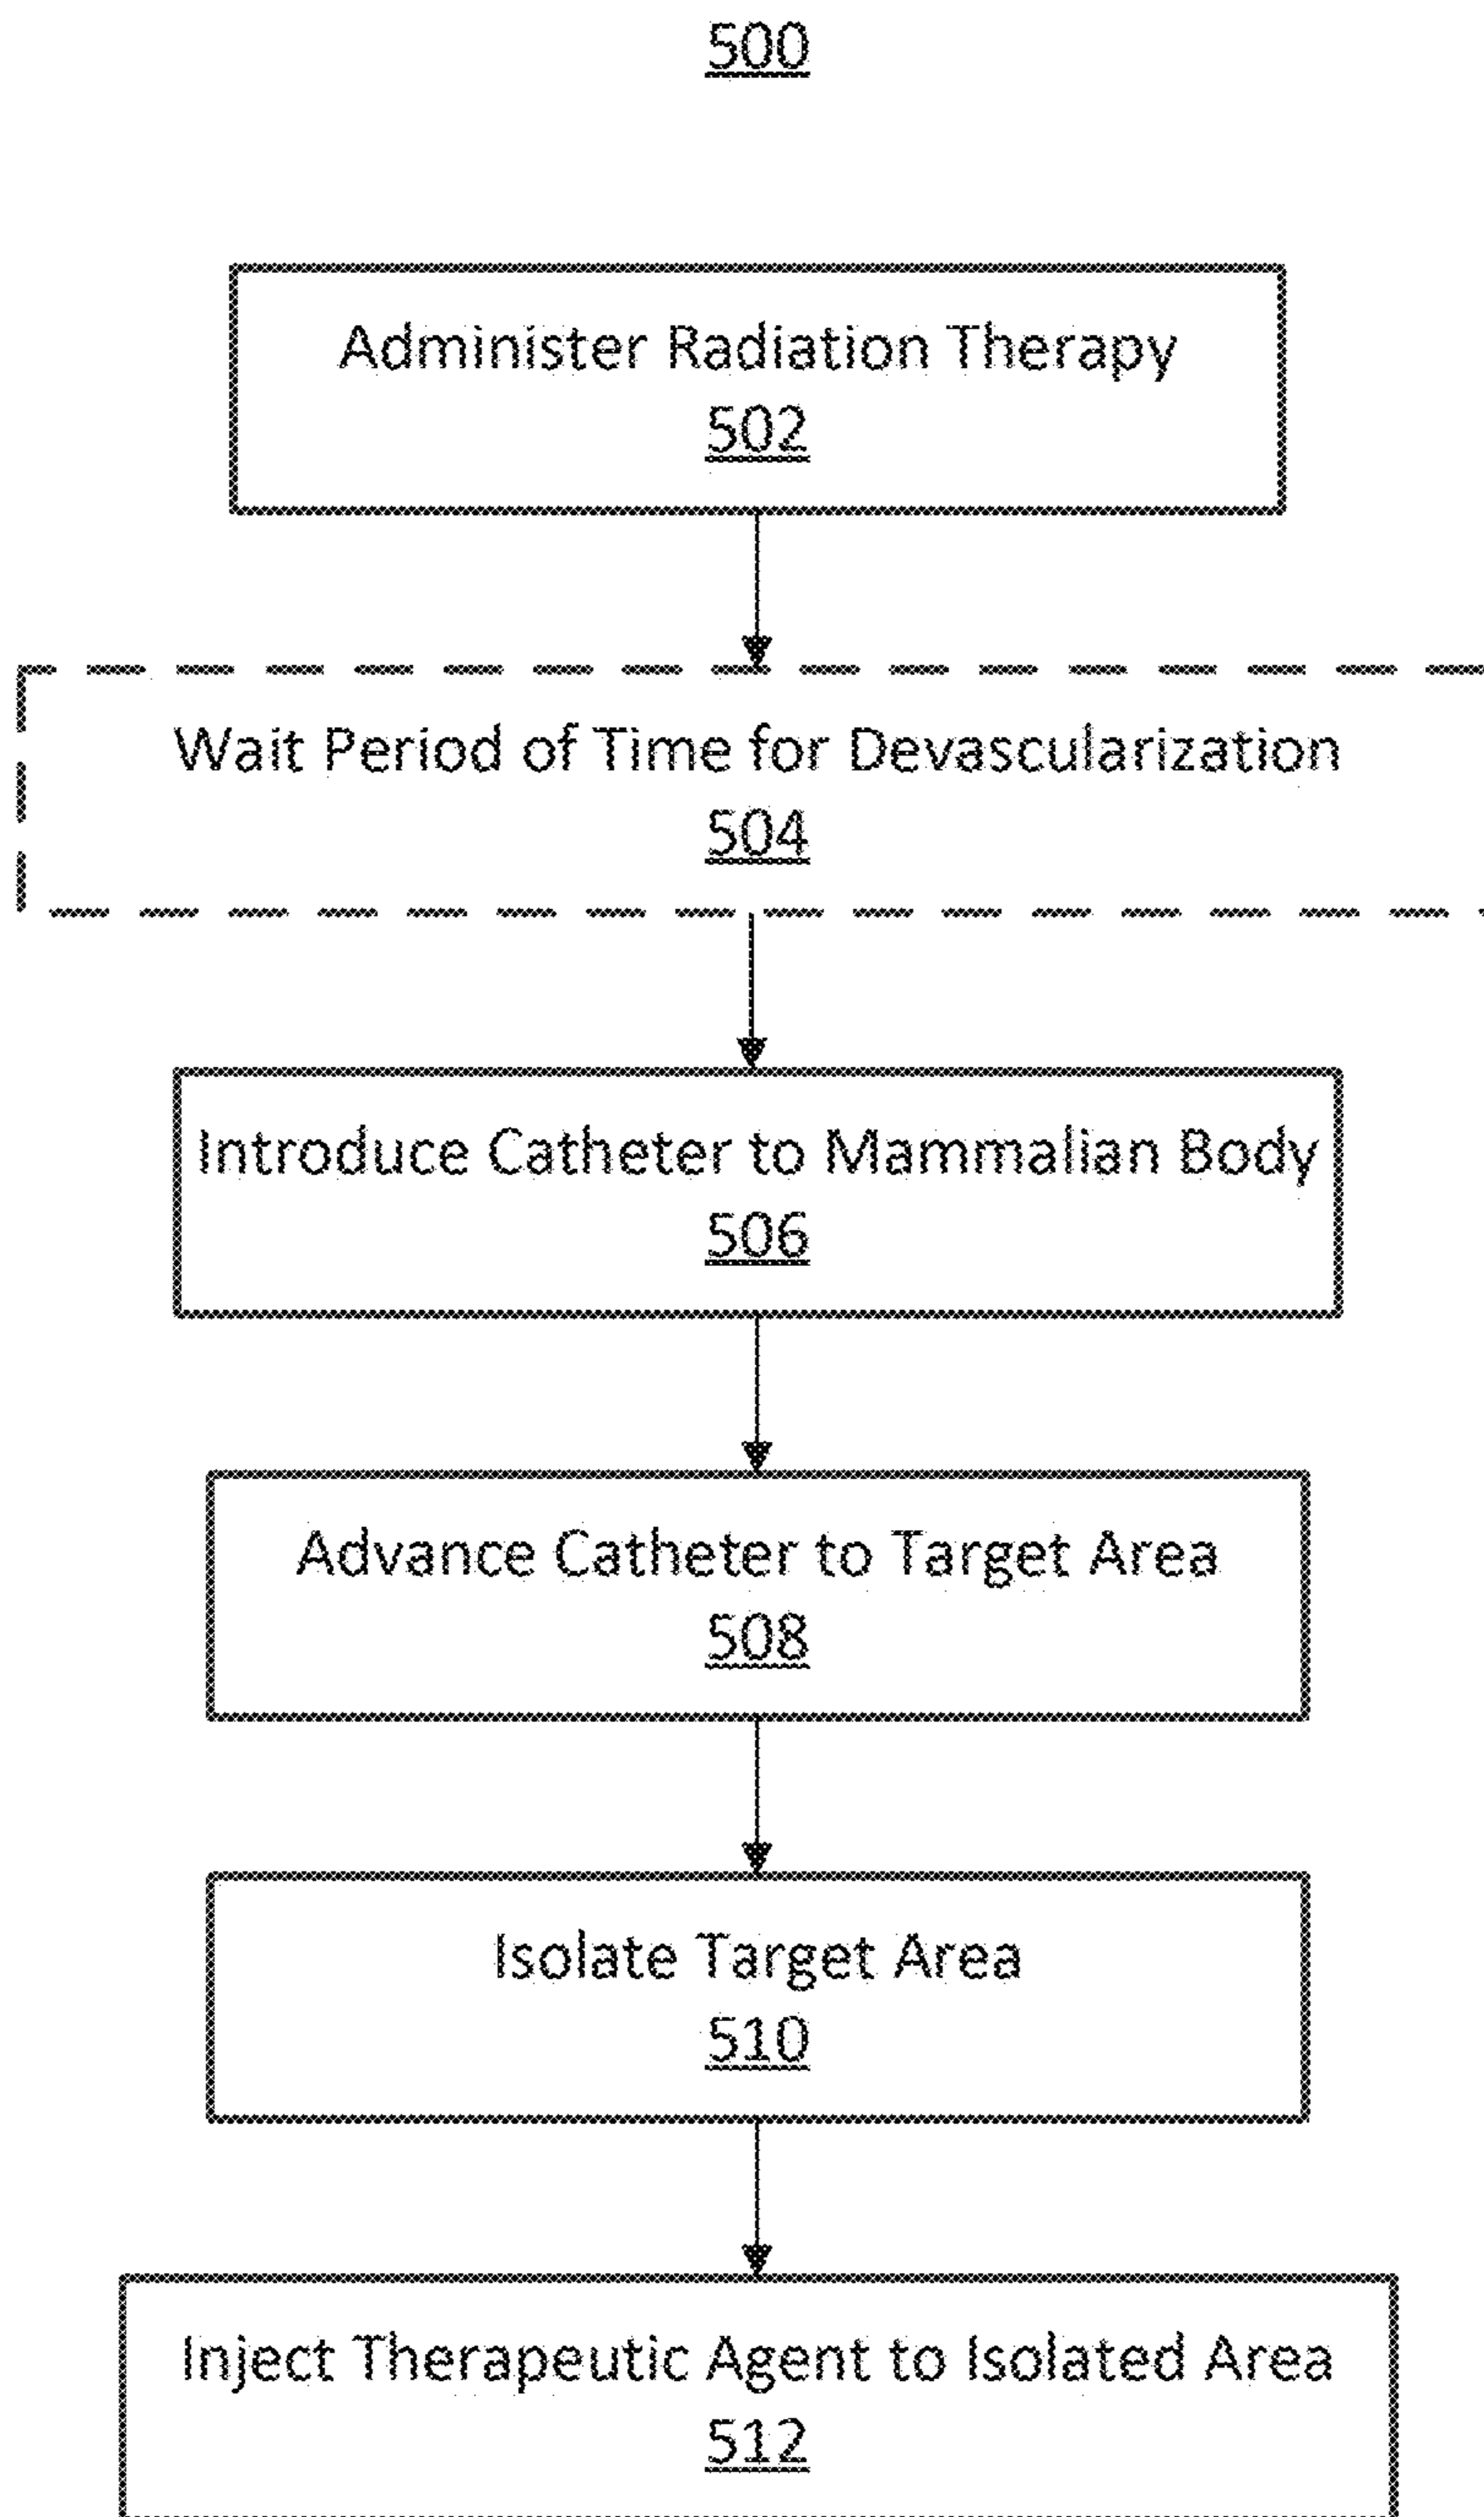 500
Administer Radiation Therapy
502
Wait Period of Time for Devascularization
504
Introduce Catheter to Mammalian Body
506
Advance Catheter to Target Area
508
Isolate Target Area
510
Inject Therapeutic Agent to Isolated Area
512